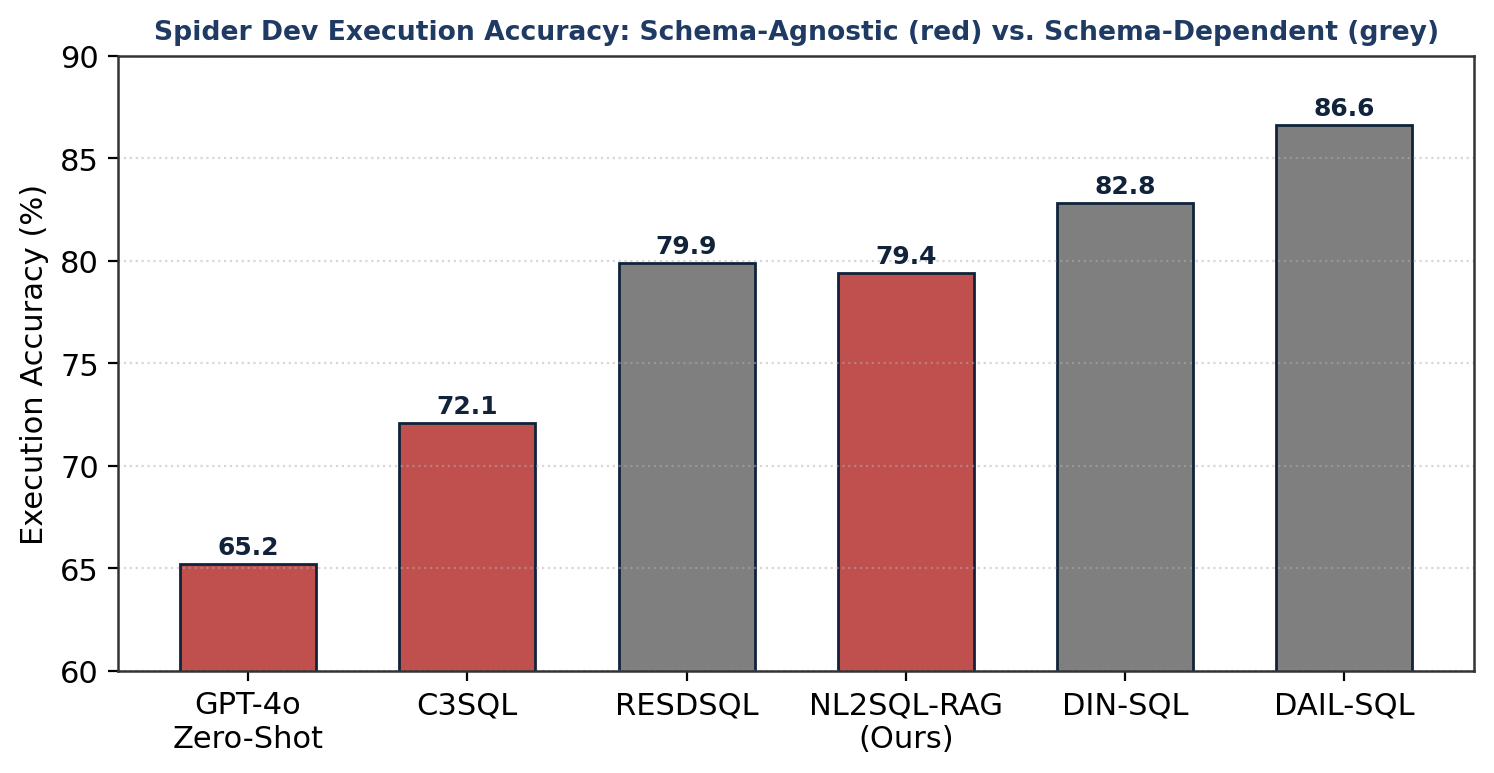 Spider Dev Execution Accuracy: Schema-Agnostic (red) vs. Schema-Dependent (grey)
Execution Accuracy (%)
90
85
80
75
70
65
60
65.2
72.1
79.9
79.4
82.8
86.6
GPT-4o
Zero-Shot
C3SQL
RESDSQL
NL2SQL-RAG
(Ours)
DIN-SQL
DAIL-SQL